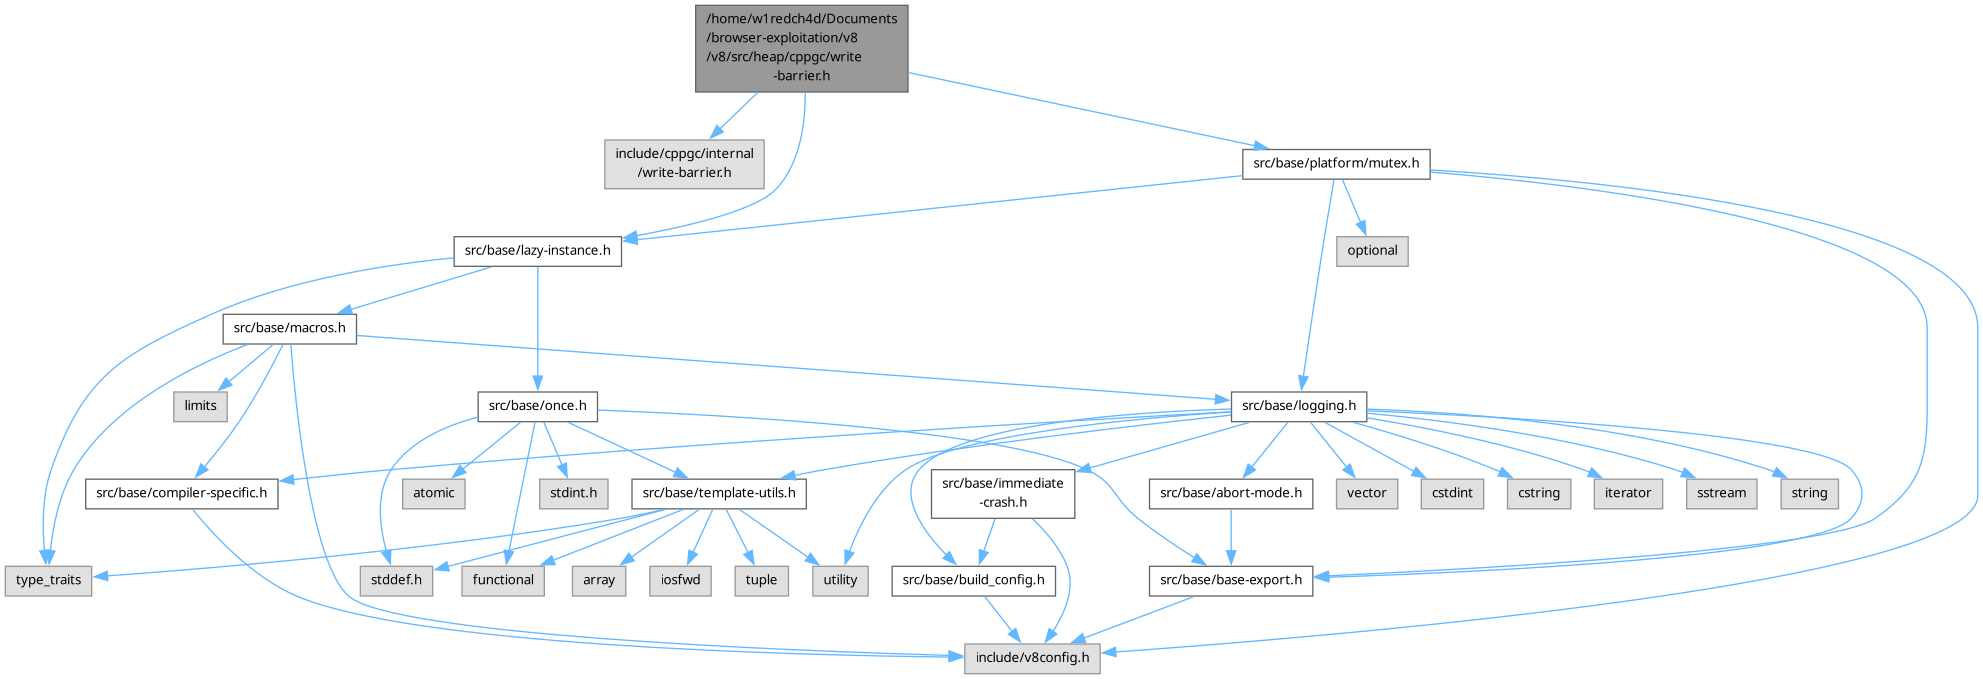 /home/w1redch4d/Documents
/browser-exploitation/v8
/v8/src/heap/cppgc/write
-barrier.h
include/cppgc/internal
/write-barrier.h
src/base/platform/mutex.h
src/base/lazy-instance.h
optional
src/base/macros.h
limits
src/base/once.h
src/base/logging.h
src/base/compiler-specific.h
atomic
stdint.h
src/base/template-utils.h
src/base/immediate
-crash.h
src/base/abort-mode.h
vector
cstdint
cstring
iterator
sstream
string
type_traits
stddef.h
functional
array
iosfwd
tuple
utility
src/base/build_config.h
src/base/base-export.h
include/v8config.h